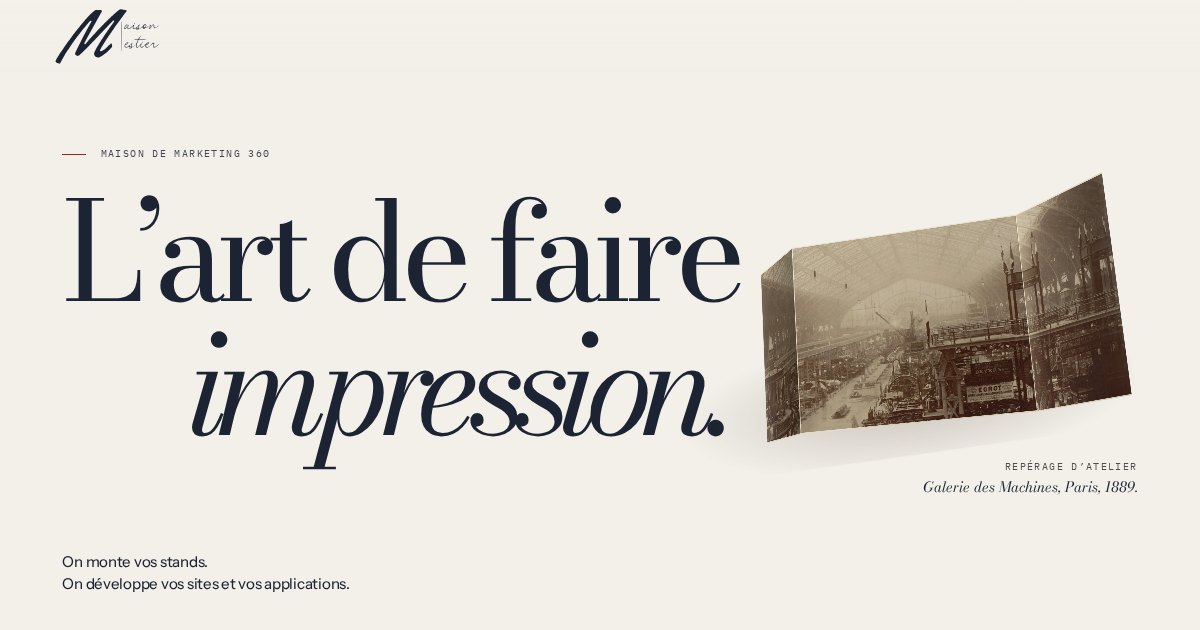 Maison
Mestier
MAISON DE MARKETING 360
L’art de faire
impression.
EGROT
REPÉRAGE D’ATELIER
Galerie des Machines, Paris, 1889.
On monte vos stands.
On développe vos sites et vos applications.